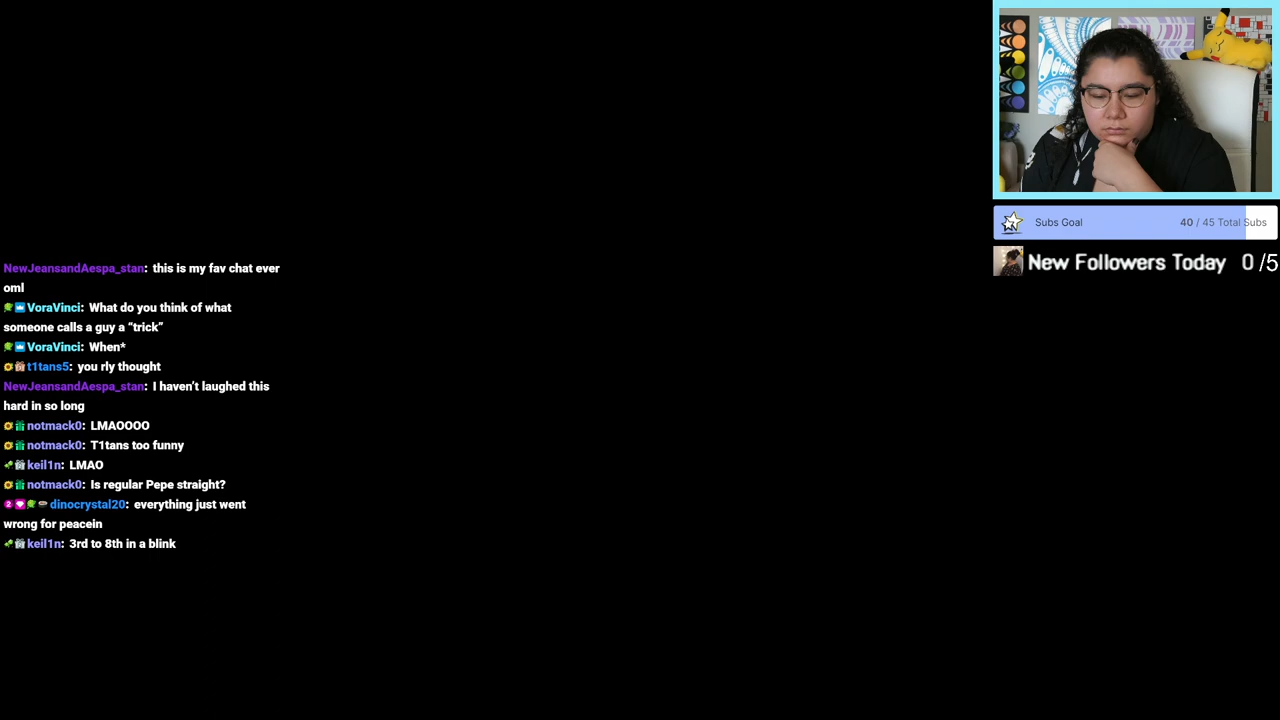 Subs Goal 40 / 45 Total Subs
New Followers Today 0 /5
NewJeansandAespa_stan: this is my fav chat ever
oml
VoraVinci: What do you think of what
someone calls a guy a “trick”
VoraVinci: When*
t1tans5: you rly thought
NewJeansandAespa_stan: I haven’t laughed this
hard in so long
notmack0: LMAOOOO
notmack0: T1tans too funny
keil1n: LMAO
notmack0: Is regular Pepe straight?
dinocrystal20: everything just went
wrong for peacein
keil1n: 3rd to 8th in a blink